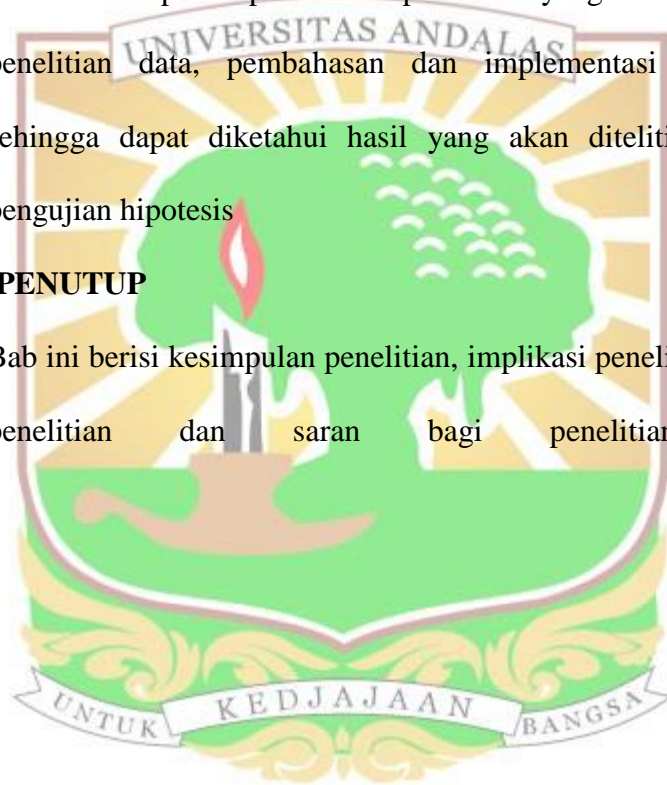 yang
UNIVERSITAS ANDALAS
penelitian data, pembahasan dan implementasi
sehingga dapat diketahui hasil yang akan diteliti
pengujian hipotesis
PENUTUP
Bab ini berisi kesimpulan penelitian, implikasi
penelitian dan saran bagi penelitian
UNTUK KEDJAJAAN BANGSA